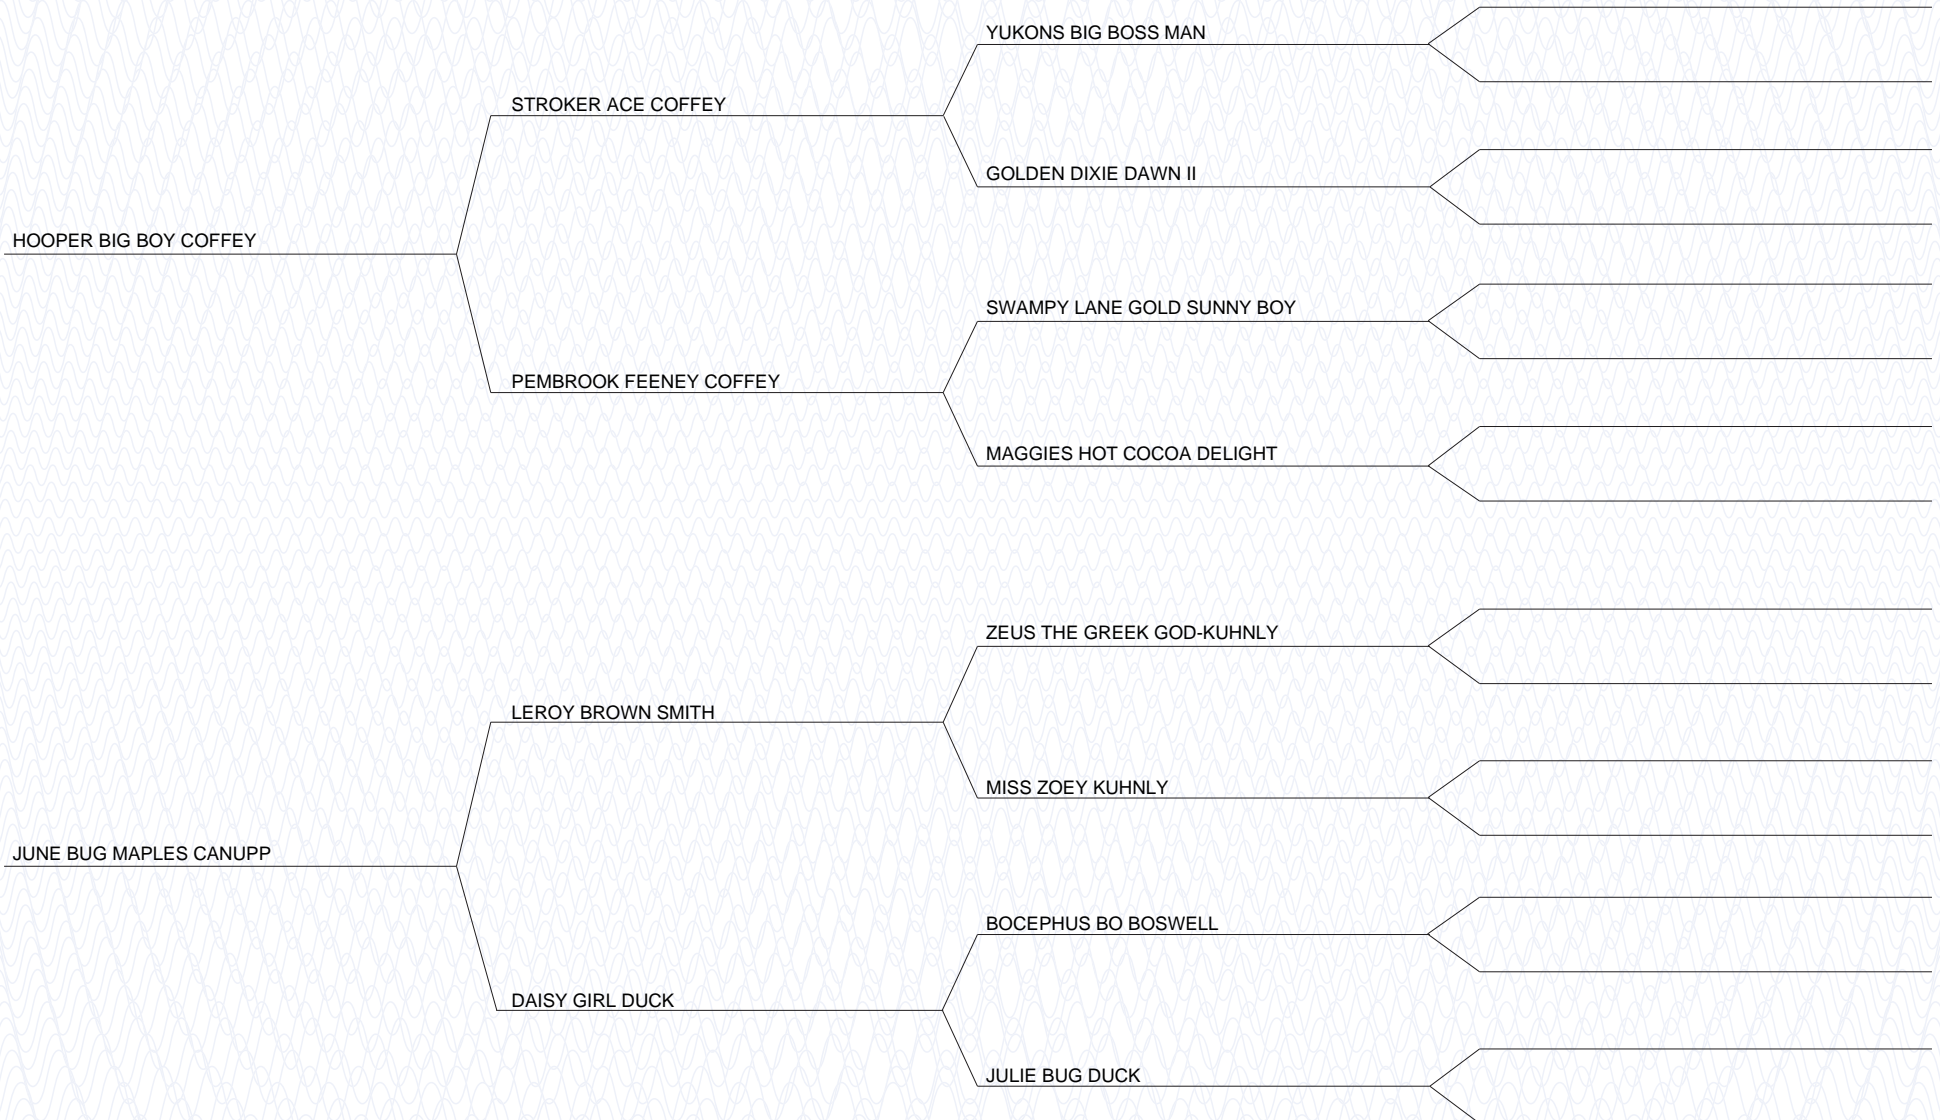 YUKONS BIG BOSS MAN
STROKER ACE COFFEY
GOLDEN DIXIE DAWN II
HOOPER BIG BOY COFFEY
SWAMPY LANE GOLD SUNNY BOY
PEMBROOK FEENEY COFFEY
MAGGIES HOT COCOA DELIGHT
ZEUS THE GREEK GOD-KUHNLY
LEROY BROWN SMITH
MISS ZOEY KUHNLY
JUNE BUG MAPLES CANUPP
BOCEPHUS BO BOSWELL
DAISY GIRL DUCK
JULIE BUG DUCK